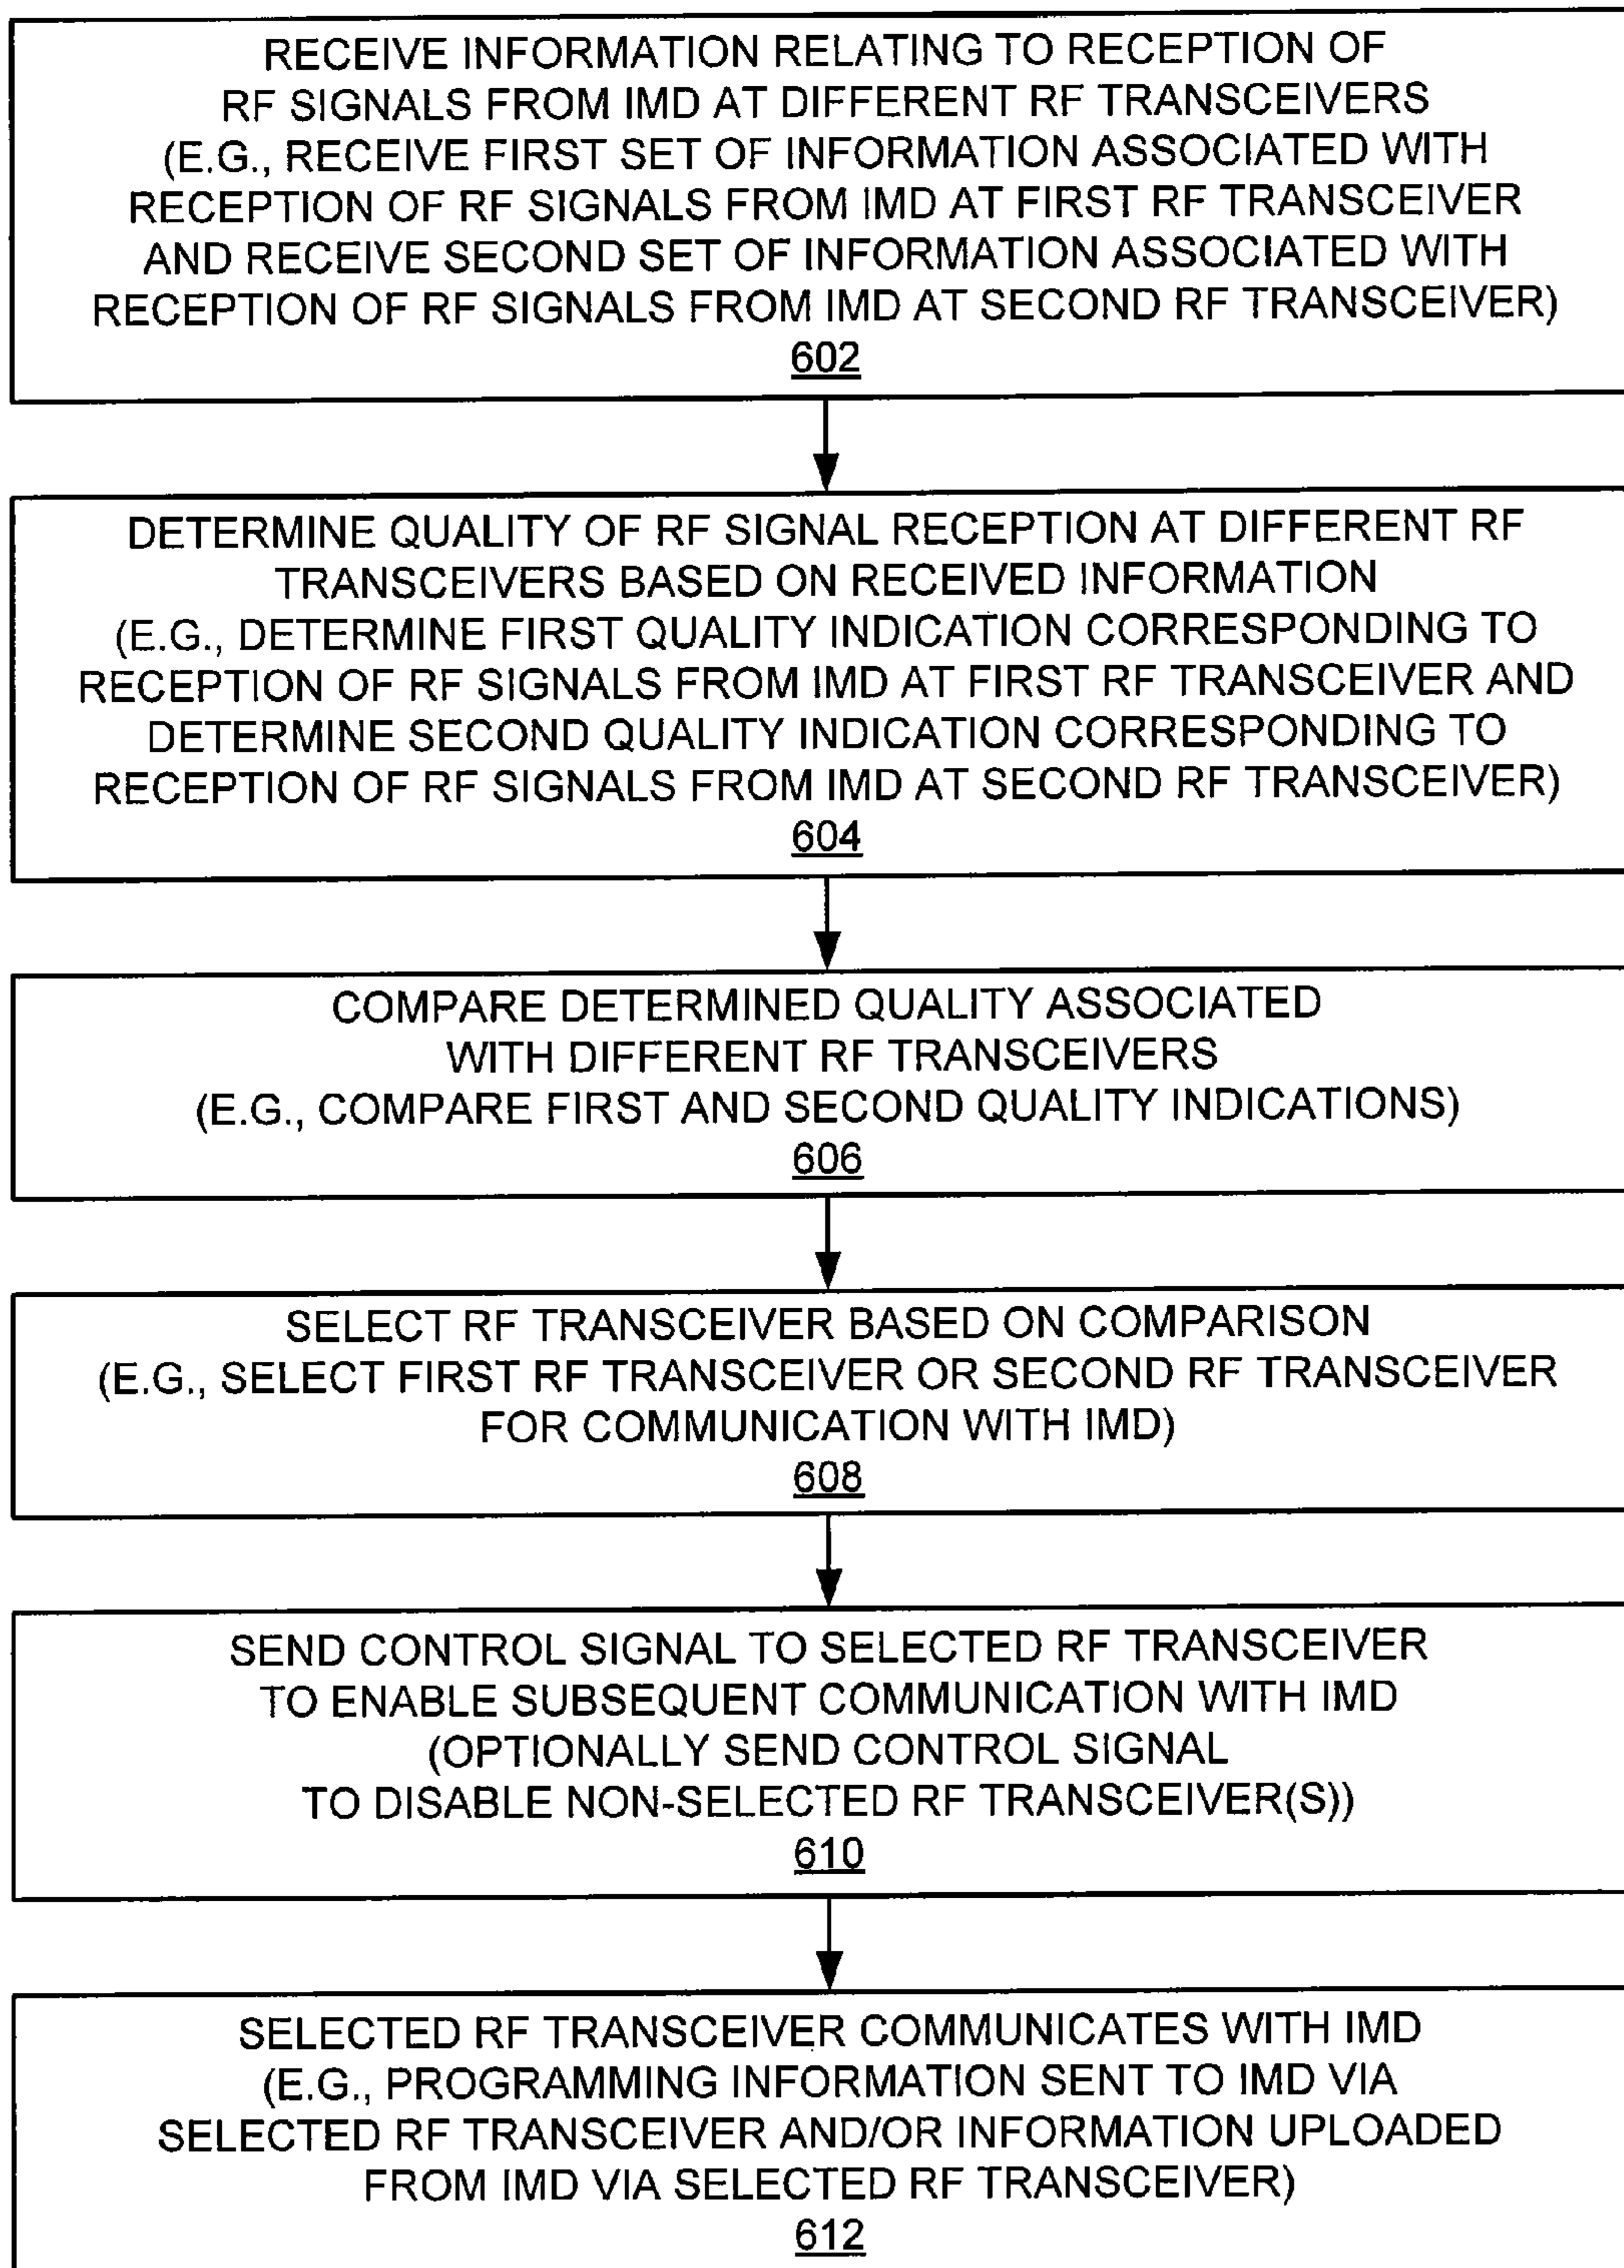 RECEIVE INFORMATION RELATING TO RECEPTION OF
RF SIGNALS FROM IMD AT DIFFERENT RF TRANSCEIVERS
(E.G., RECEIVE FIRST SET OF INFORMATION ASSOCIATED WITH
RECEPTION OF RF SIGNALS FROM IMD AT FIRST RF TRANSCEIVER
AND RECEIVE SECOND SET OF INFORMATION ASSOCIATED WITH
RECEPTION OF RF SIGNALS FROM IMD AT SECOND RF TRANSCEIVER)
602
DETERMINE QUALITY OF RF SIGNAL RECEPTION AT DIFFERENT RF
TRANSCEIVERS BASED ON RECEIVED INFORMATION
(E.G., DETERMINE FIRST QUALITY INDICATION CORRESPONDING TO
RECEPTION OF RF SIGNALS FROM IMD AT FIRST RF TRANSCEIVER AND
DETERMINE SECOND QUALITY INDICATION CORRESPONDING TO
RECEPTION OF RF SIGNALS FROM IMD AT SECOND RF TRANSCEIVER)
604
COMPARE DETERMINED QUALITY ASSOCIATED
WITH DIFFERENT RF TRANSCEIVERS
(E.G., COMPARE FIRST AND SECOND QUALITY INDICATIONS)
606
SELECT RF TRANSCEIVER BASED ON COMPARISON
(E.G., SELECT FIRST RF TRANSCEIVER OR SECOND RF TRANSCEIVER
FOR COMMUNICATION WITH IMD)
608
SEND CONTROL SIGNAL TO SELECTED RF TRANSCEIVER
TO ENABLE SUBSEQUENT COMMUNICATION WITH IMD
(OPTIONALLY SEND CONTROL SIGNAL
TO DISABLE NON-SELECTED RF TRANSCEIVER(S))
610
SELECTED RF TRANSCEIVER COMMUNICATES WITH IMD
(E.G., PROGRAMMING INFORMATION SENT TO IMD VIA
SELECTED RF TRANSCEIVER AND/OR INFORMATION UPLOADED
FROM IMD VIA SELECTED RF TRANSCEIVER)
612